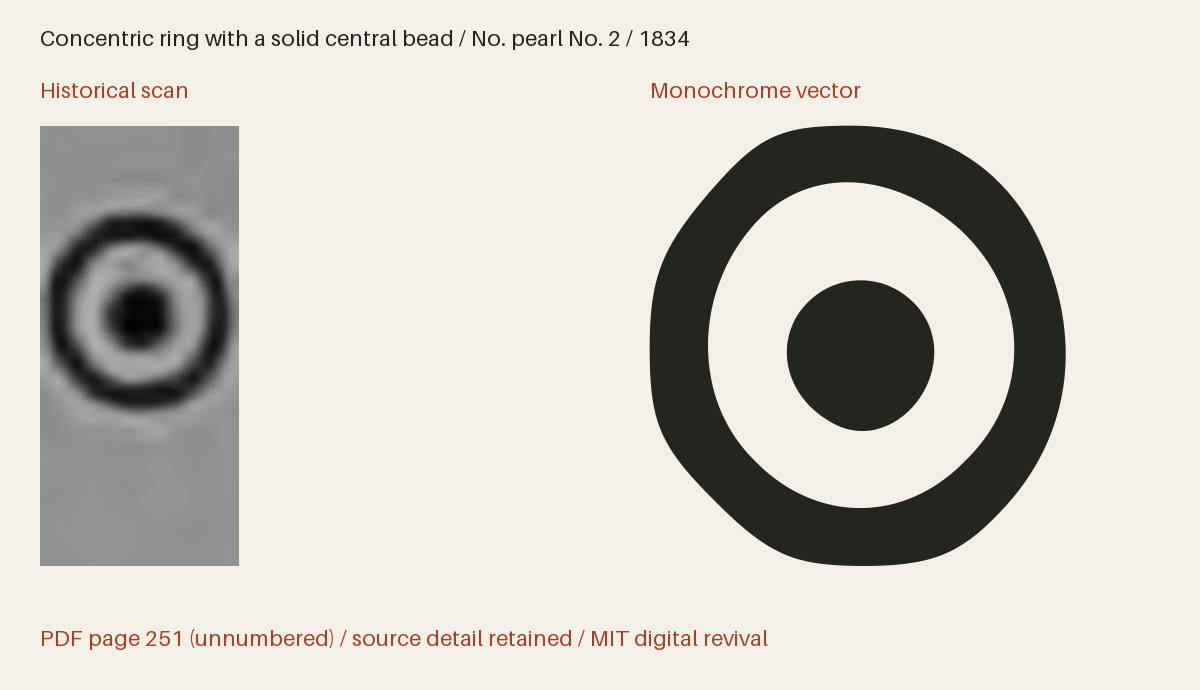 Concentric ring with a solid central bead / No. pearl No. 2 / 1834
Historical scan
Monochrome vector
PDF page 251 (unnumbered) / source detail retained / MIT digital revival